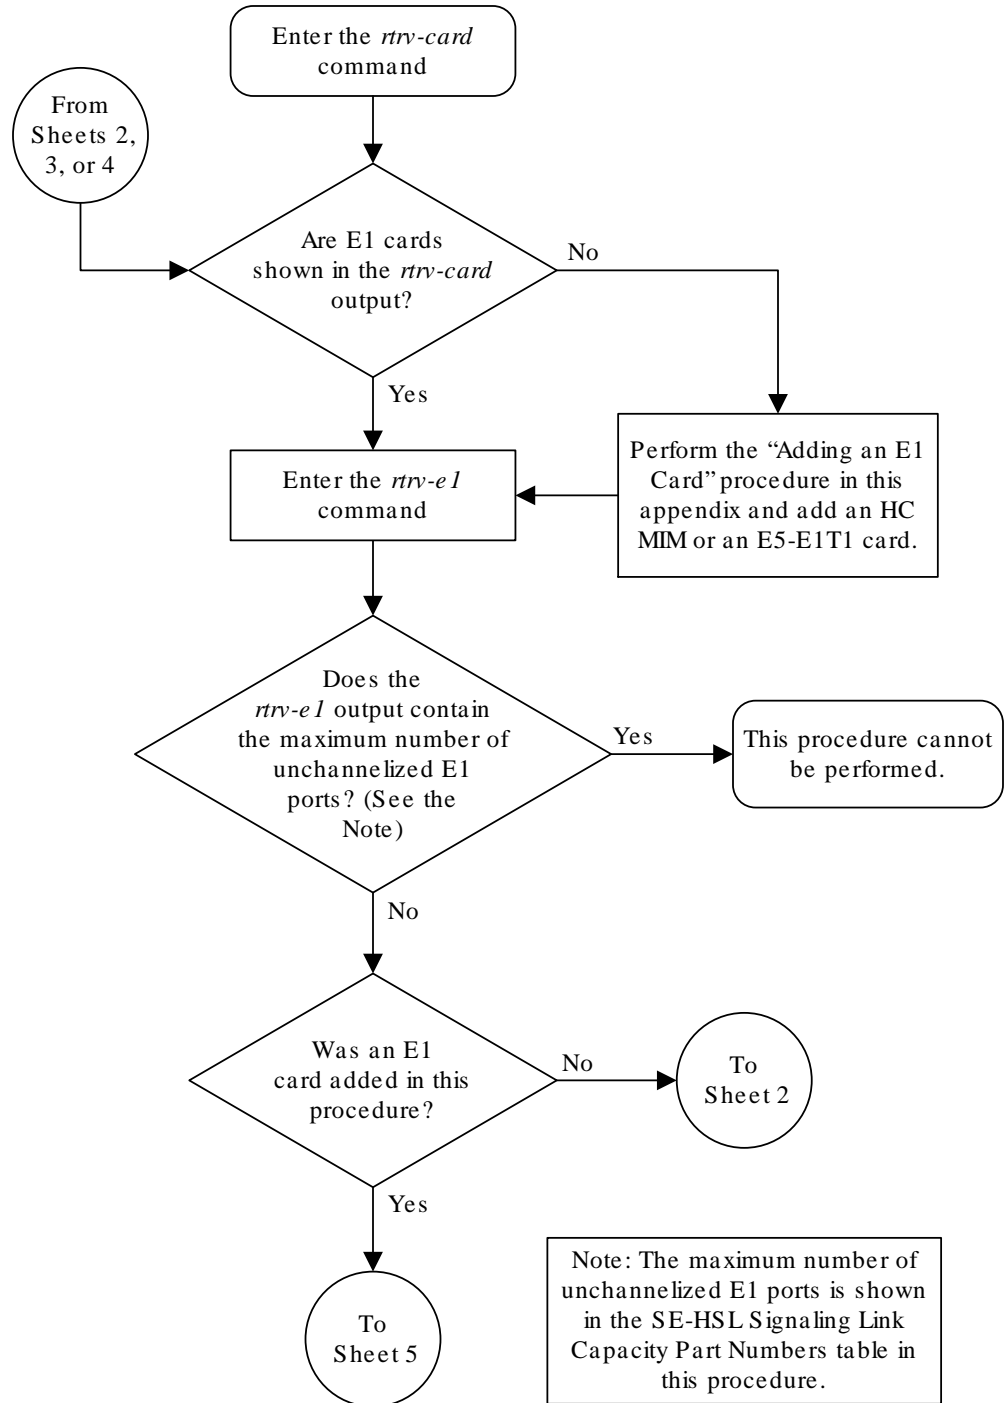 Enter the rtrv-card
command
From
Sheets 2,
3, or 4
Are E1 cards
shown in the rtrv-card
output?
No
Yes
Enter the rtrv-e1
command
Perform the “Adding an E1
Card” procedure in this
appendix and add an HC
MIM or an E5-E1T1 card.
Does the
rtrv-e1 output contain
the maximum number of
unchannelized E1
ports? (See the
Note)
Yes
This procedure cannot
be performed.
No
Was an E1
card added in this
procedure?
No
To
Sheet 2
Yes
To
Sheet 5
Note: The maximum number of
unchannelized E1 ports is shown
in the SE-HSL Signaling Link
Capacity Part Numbers table in
this procedure.